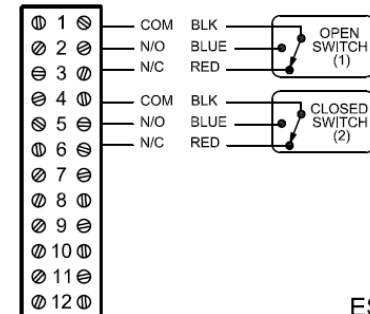 1 COM BLK OPEN
2 N/O BLUE SWITCH
3 N/C RED (1)
4 COM BLK CLOSED
5 N/O BLUE SWITCH
6 N/C RED (2)
7
8
9
10
11
12
ES